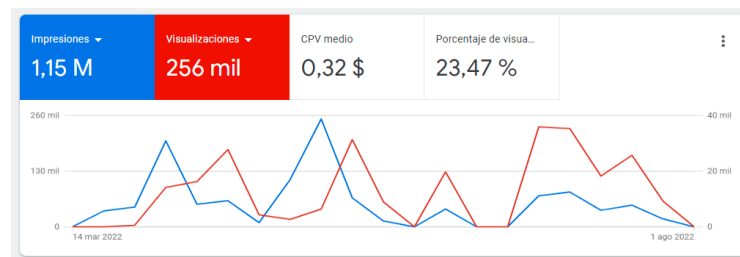 Impresiones
Visualizaciones
CPV medio
Porcentaje de visua...
1,15 M
256 mil
0,32 $
23,47 %
260 mil
40 mil
130 mil
20 mil
0
0
14 mar 2022
1 ago 2022